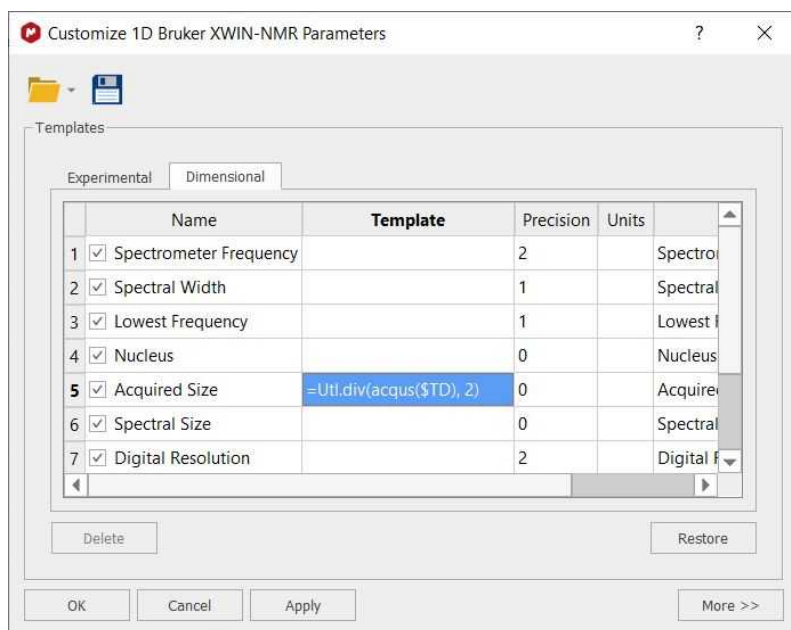 Customize 1D Bruker XWIN-NMR Parameters ? ×
Templates
Experimental Dimensional
Name Template Precision Units
1 Spectrometer Frequency 2 Spectro
2 Spectral Width 1 Spectral
3 Lowest Frequency 1 Lowest
4 Nucleus 0 Nucleus
5 Acquired Size =Utl.div(acqus($TD), 2) 0 Acquire
6 Spectral Size 0 Spectral
7 Digital Resolution 2 Digital
Delete Restore
OK Cancel Apply More >>